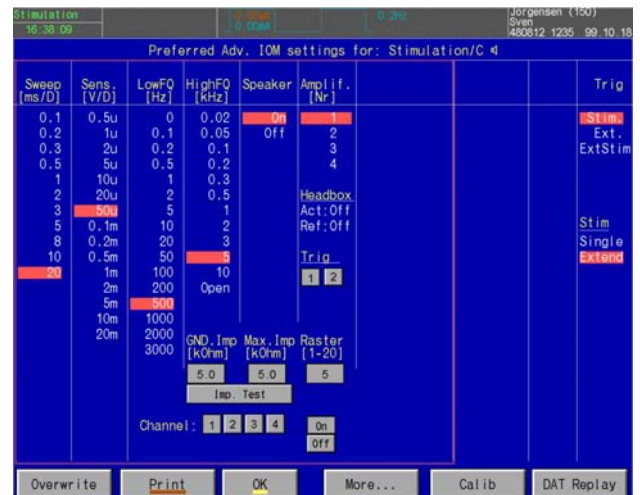 Stimulation
16:38:09
0.00mA
0.2Hz
Jorgensen (150)
Sven
480812 1235 99.10.18
Preferred Adv. IOM settings for: Stimulation/C
Sweep Sens. LowFQ HighFQ Speaker Amplif. Trig
[ms/D] [V/D] [Hz] [kHz] [Nr]
0.1 0.5u 0 0.02 On 1 Stim.
0.2 1u 0.1 0.05 Off 2 Ext.
0.3 2u 0.2 0.1 3 ExtStim
0.5 5u 0.5 0.2 4
1 10u 1 0.3
2 20u 2 0.5 Headbox
3 50u 5 1 Act:Off
5 0.1m 10 2 Ref:Off Stim
8 0.2m 20 3 Single
10 0.5m 50 5 Trig Extend
20 1m 100 10 1 2
2m 200 Open
5m 500
10m 1000
20m 2000
3000
GND.Imp Max.Imp Raster
[kOhm] [kOhm] [1-20]
5.0 5.0 5
Imp. Test
Channel: 1 2 3 4 On
Off
Overwrite Print OK More... Calib DAT Replay